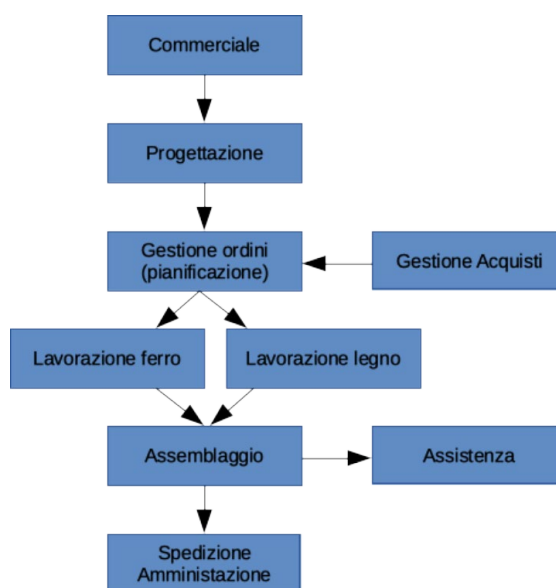 Commerciale
Progettazione
Gestione ordini
(pianificazione)
Gestione Acquisti
Lavorazione ferro
Lavorazione legno
Assemblaggio
Assistenza
Spedizione
Amministazione